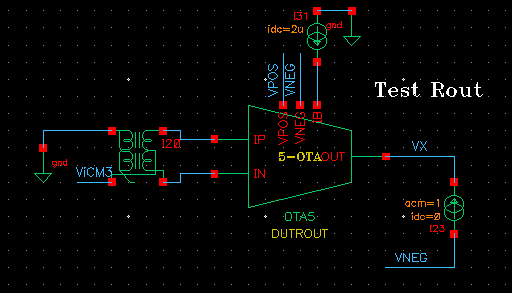 I31
gnd
idc=2u
VPOS
VNEG
Test Rout
VPOS
VNEG
IB
IP
I20
gnd
5-OTA
OUT
VX
VICM3
IN
acm=1
idc=0
OTA5
I23
DUTROUT
VNEG